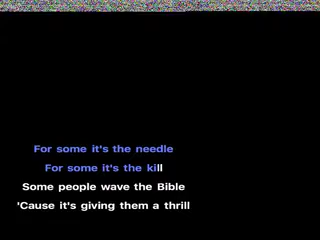 For some it's the needle
For some it's the kill
Some people wave the Bible
'Cause it's giving them a thrill